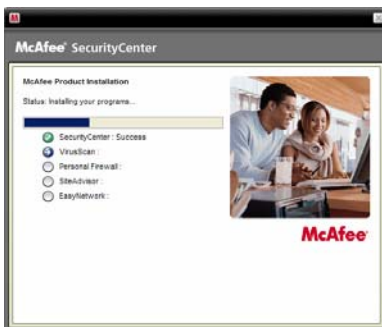 McAfee® SecurityCenter
McAfee Product Installation
Status: Installing your programs...
SecurityCenter : Success
VirusScan :
Personal Firewall :
SiteAdvisor :
EasyNetwork :
McAfee®